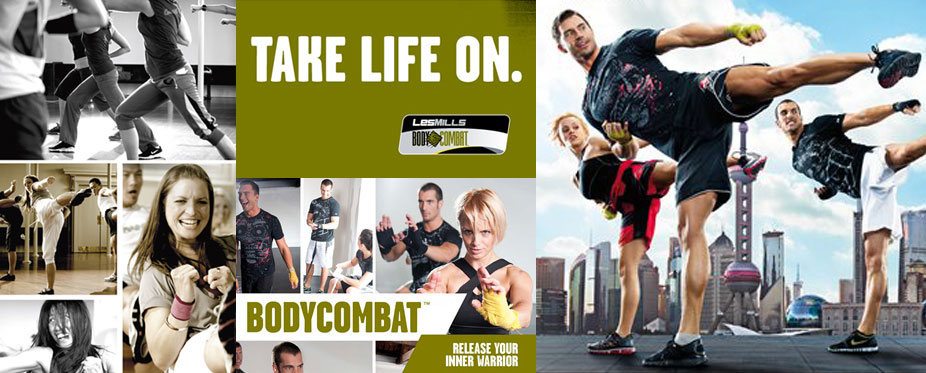 TAKE LIFE ON.
LESMILLS
BODY COMBAT
BODYCOMBAT™
RELEASE YOUR
INNER WARRIOR